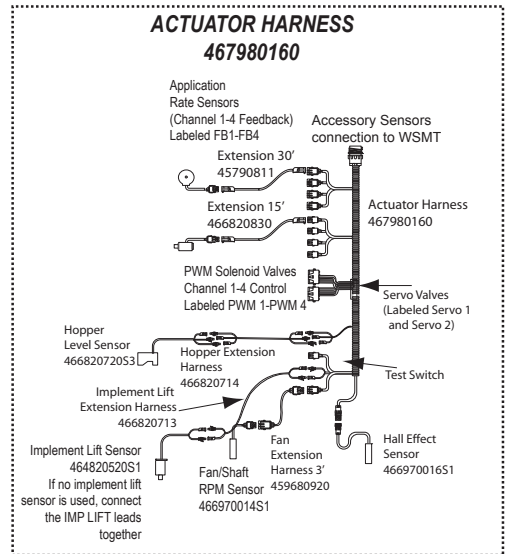 ACTUATOR HARNESS
467980160
Application
Rate Sensors
(Channel 1-4 Feedback)
Labeled FB1-FB4
Accessory Sensors
connection to WSMT
Extension 30'
45790811
Extension 15'
466820830
Actuator Harness
467980160
PWM Solenoid Valves
Channel 1-4 Control
Labeled PWM 1-PWM 4
Servo Valves
(Labeled Servo 1
and Servo 2)
Hopper
Level Sensor
466820720S3
Hopper Extension
Harness
466820714
Test Switch
Implement Lift
Extension Harness
466820713
Implement Lift Sensor
464820520S1
If no implement lift
sensor is used, connect
the IMP LIFT leads
together
Fan/Shaft
RPM Sensor
466970014S1
Fan
Extension
Harness 3'
459680920
Hall Effect
Sensor
466970016S1